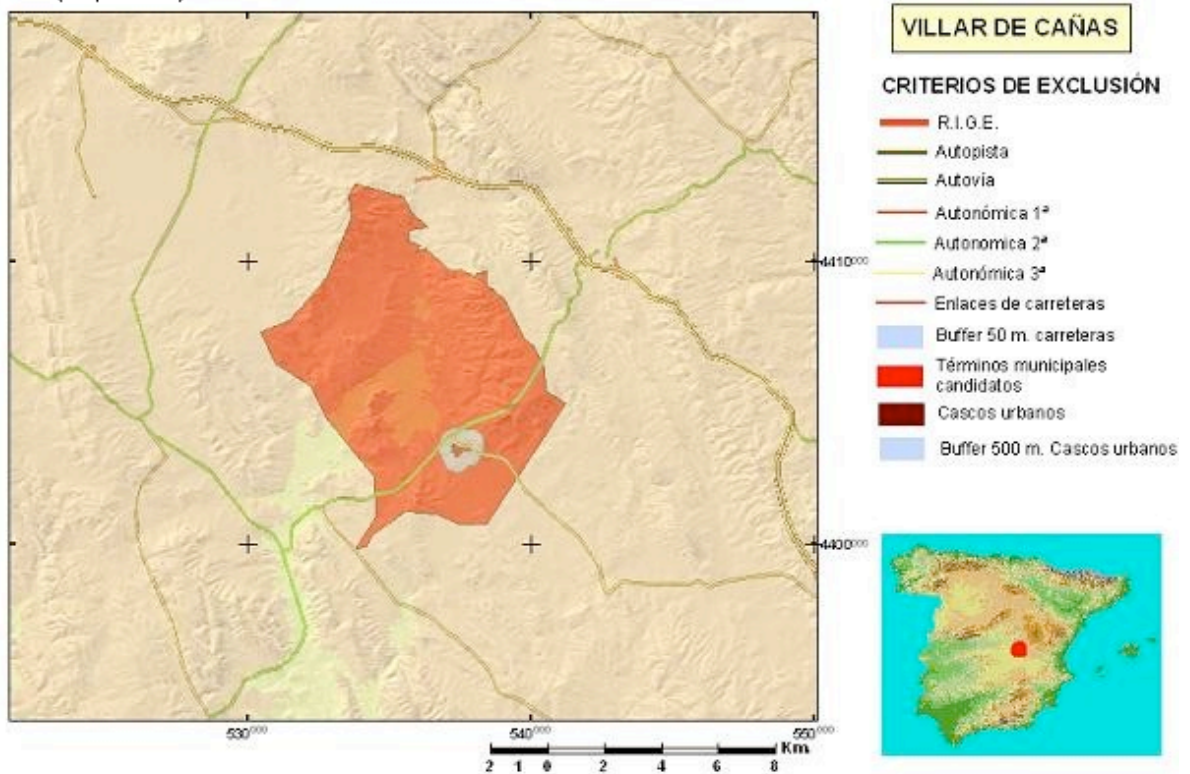 VILLAR DE CAÑAS
CRITERIOS DE EXCLUSIÓN
R.I.G.E.
Autopista
Autovía
Autonómica 1ª
Autonomica 2ª
Autonómica 3ª
Enlaces de carreteras
Buffer 50 m. carreteras
Términos municipales
candidatos
Cascos urbanos
Buffer 500 m. Cascos urbanos
4410000
4400000
530000 540000 550000
Km
2 1 0 2 4 6 8